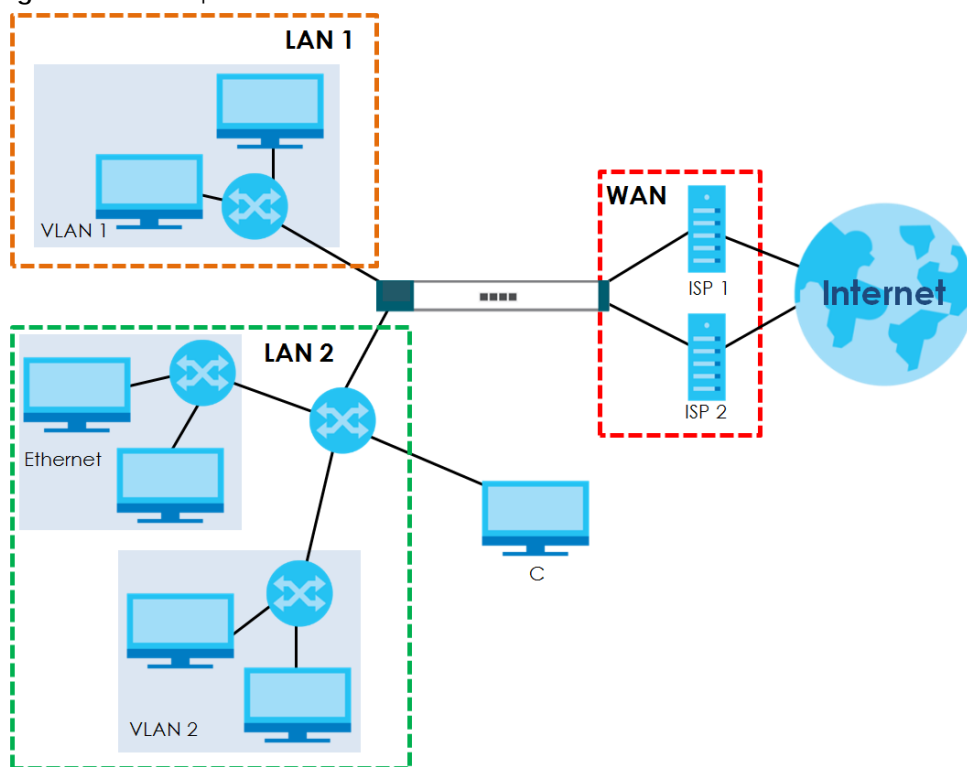 LAN 1
VLAN 1
WAN
ISP 1
Internet
ISP 2
LAN 2
Ethernet
C
VLAN 2